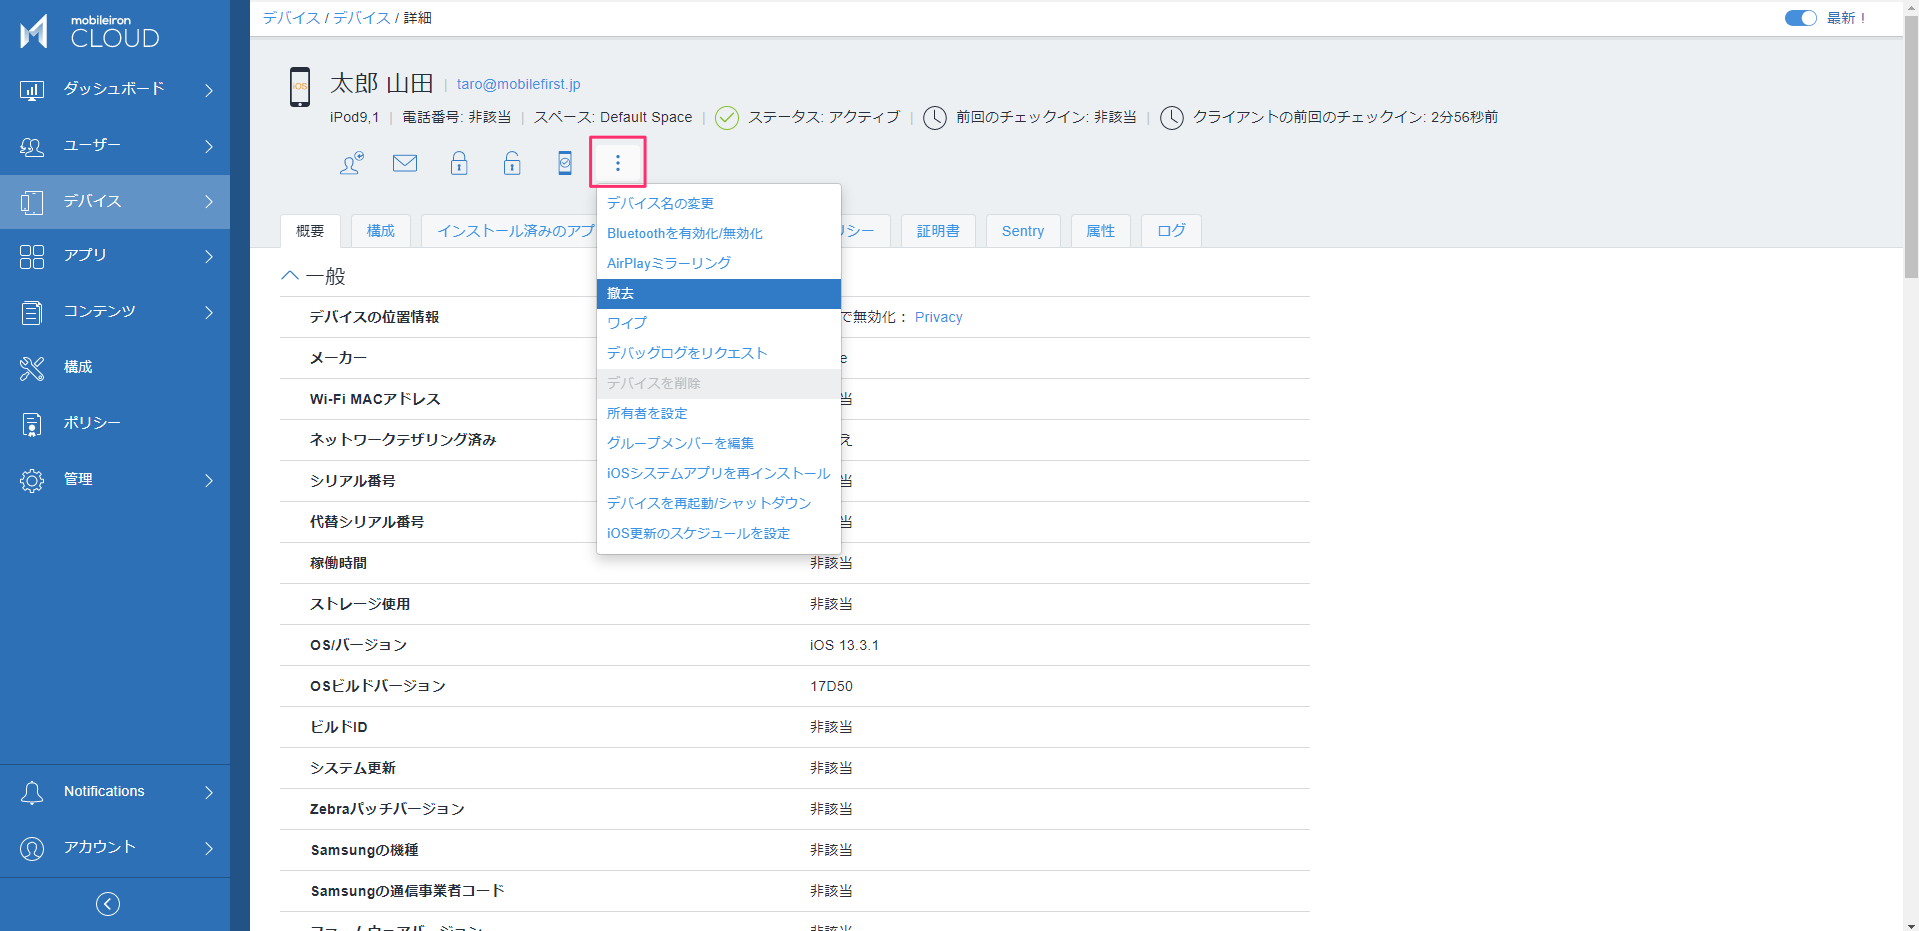 mobileiron
CLOUD
ダッシュボード
ユーザー
デバイス
アプリ
コンテンツ
構成
ポリシー
管理
Notifications
アカウント
デバイス / デバイス / 詳細
最新！
iOS
太郎 山田 | taro@mobilefirst.jp
iPod9,1 | 電話番号: 非該当 | スペース: Default Space | ステータス: アクティブ | 前回のチェックイン: 非該当 | クライアントの前回のチェックイン: 2分56秒前
デバイス名の変更
Bluetoothを有効化/無効化
AirPlayミラーリング
撤去
ワイプ
デバッグログをリクエスト
デバイスを削除
所有者を設定
グループメンバーを編集
iOSシステムアプリを再インストール
デバイスを再起動/シャットダウン
iOS更新のスケジュールを設定
概要 構成 インストール済みのアプ リシー 証明書 Sentry 属性 ログ
一般
デバイスの位置情報 で無効化： Privacy
メーカー e
Wi-Fi MACアドレス 当
ネットワークテザリング済み え
シリアル番号 当
代替シリアル番号 当
稼働時間 非該当
ストレージ使用 非該当
OS/バージョン iOS 13.3.1
OSビルドバージョン 17D50
ビルドID 非該当
システム更新 非該当
Zebraパッチバージョン 非該当
Samsungの機種 非該当
Samsungの通信事業者コード 非該当
ファームウェアバージョン 非該当